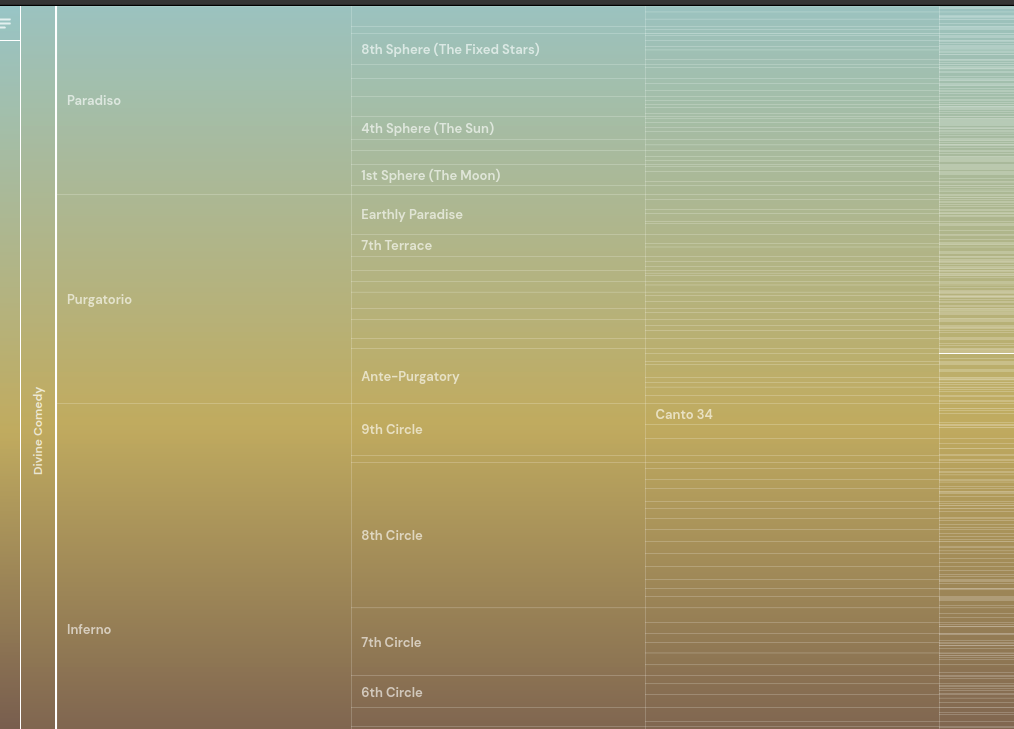 Divine Comedy
Paradiso
Purgatorio
Inferno
8th Sphere (The Fixed Stars)
4th Sphere (The Sun)
1st Sphere (The Moon)
Earthly Paradise
7th Terrace
Ante-Purgatory
9th Circle
8th Circle
7th Circle
6th Circle
Canto 34